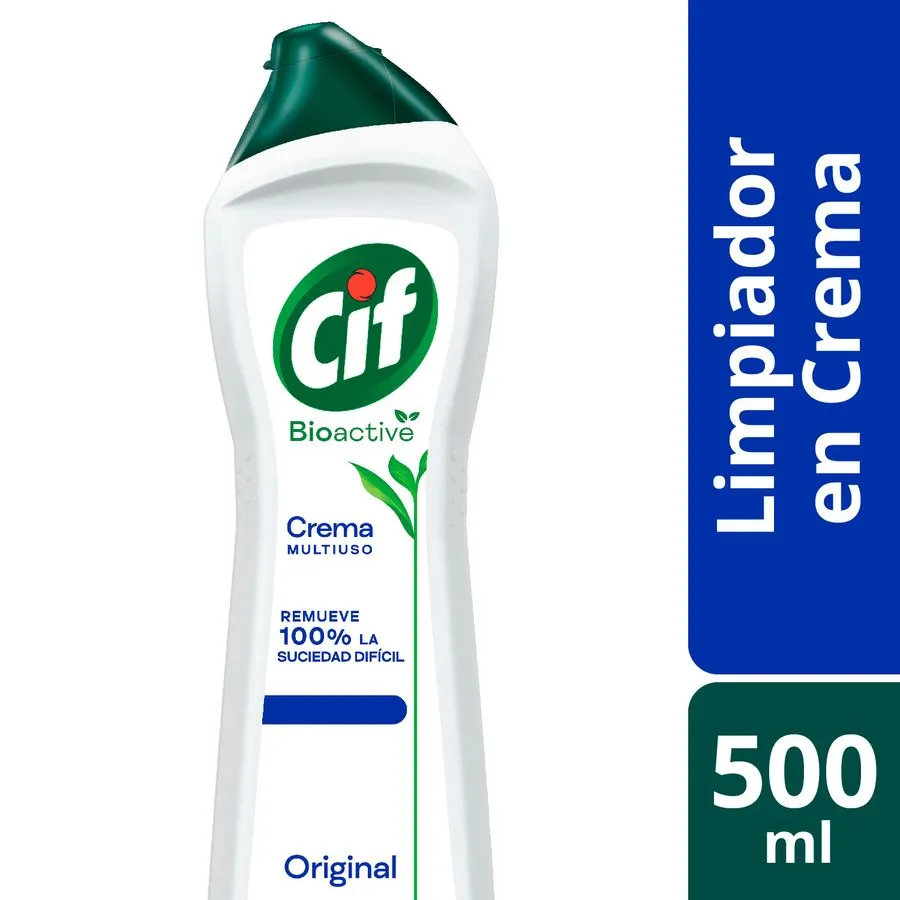 Cif
Bioactive
Crema
MULTIUSO
REMUEVE
100% LA
SUCIEDAD DIFÍCIL
Original
Limpiador
en Crema
500
ml